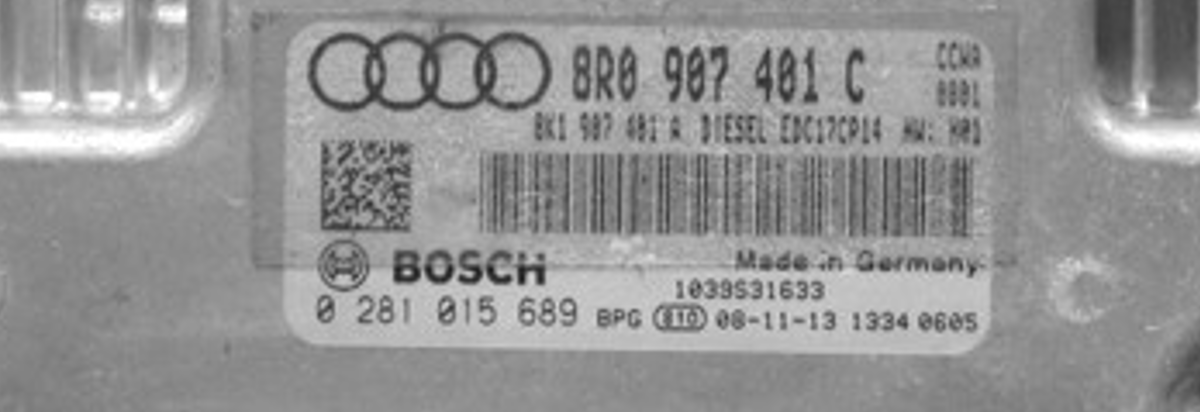 8R0 907 401 C CCWA
0001
8K1 907 401 A DIESEL EDC17CP14 HW: H01
BOSCH Made in Germany
1039S31633
0 281 015 689 BPG 810 08-11-13 1334 0605